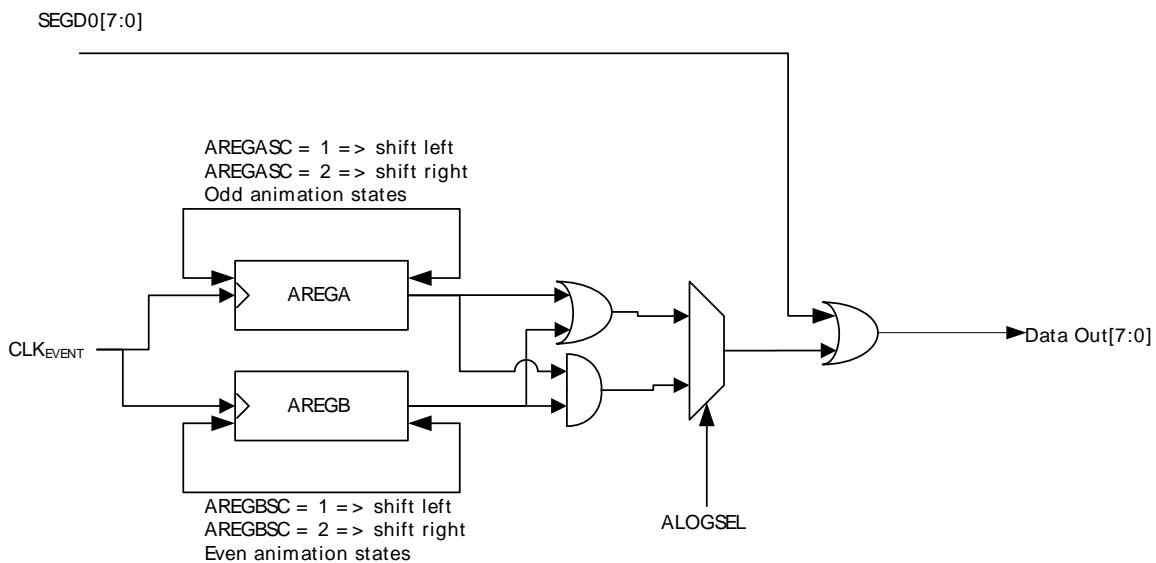 SEGD0[7:0]
AREGASC = 1 => shift left
AREGASC = 2 => shift right
Odd animation states
AREGA
CLKEVENT
AREGB
Data Out[7:0]
AREGBSC = 1 => shift left
AREGBSC = 2 => shift right
Even animation states
ALOGSEL